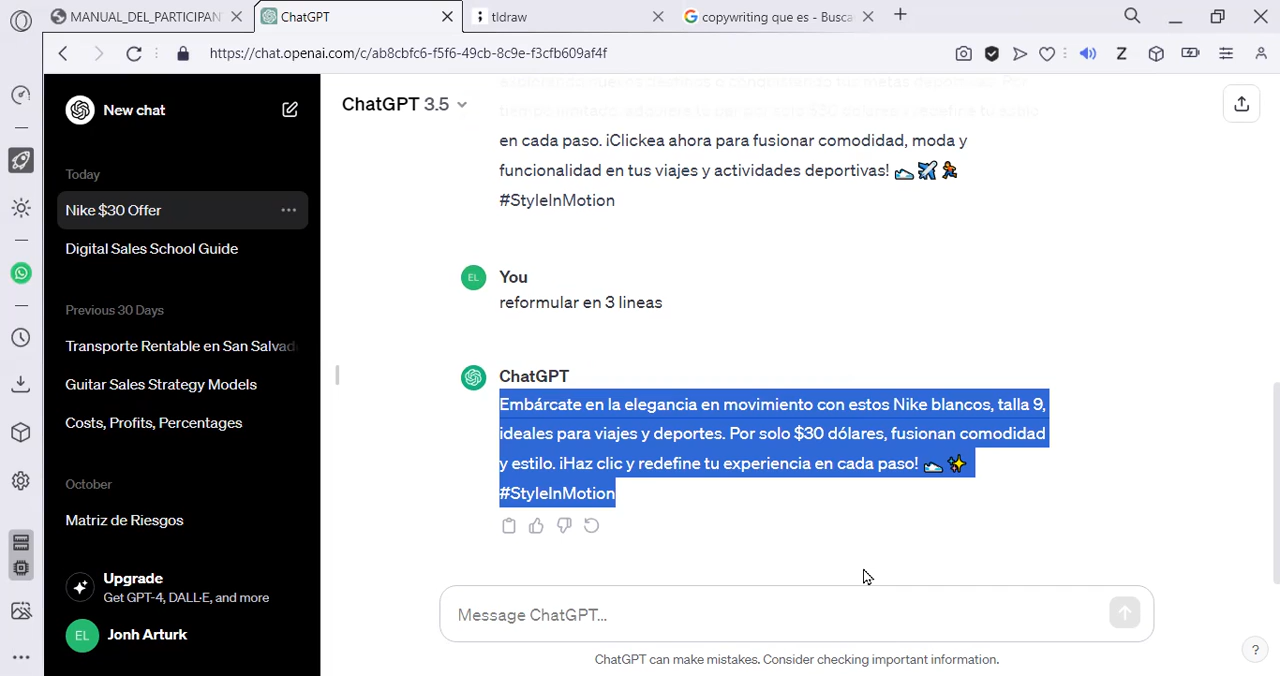 MANUAL_DEL_PARTICIPAN
ChatGPT
tldraw
copywriting que es - Busca
https://chat.openai.com/c/ab8cbfc6-f5f6-49cb-8c9e-f3cfb609af4f
Z
New chat
Today
Nike $30 Offer
Digital Sales School Guide
Previous 30 Days
Transporte Rentable en San Salvad
Guitar Sales Strategy Models
Costs, Profits, Percentages
October
Matriz de Riesgos
Upgrade
Get GPT-4, DALL·E, and more
EL
Jonh Arturk
ChatGPT 3.5
en cada paso. ¡Clickea ahora para fusionar comodidad, moda y
funcionalidad en tus viajes y actividades deportivas! 👟✈️🏃
#StyleInMotion
EL
You
reformular en 3 lineas
ChatGPT
Embárcate en la elegancia en movimiento con estos Nike blancos, talla 9,
ideales para viajes y deportes. Por solo $30 dólares, fusionan comodidad
y estilo. ¡Haz clic y redefine tu experiencia en cada paso! 👟✨
#StyleInMotion
Message ChatGPT...
ChatGPT can make mistakes. Consider checking important information.
?